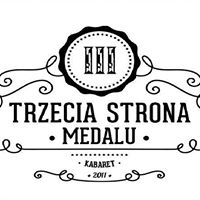 III
TRZECIA STRONA
• MEDALU •
• KABARET •
• 2011 •